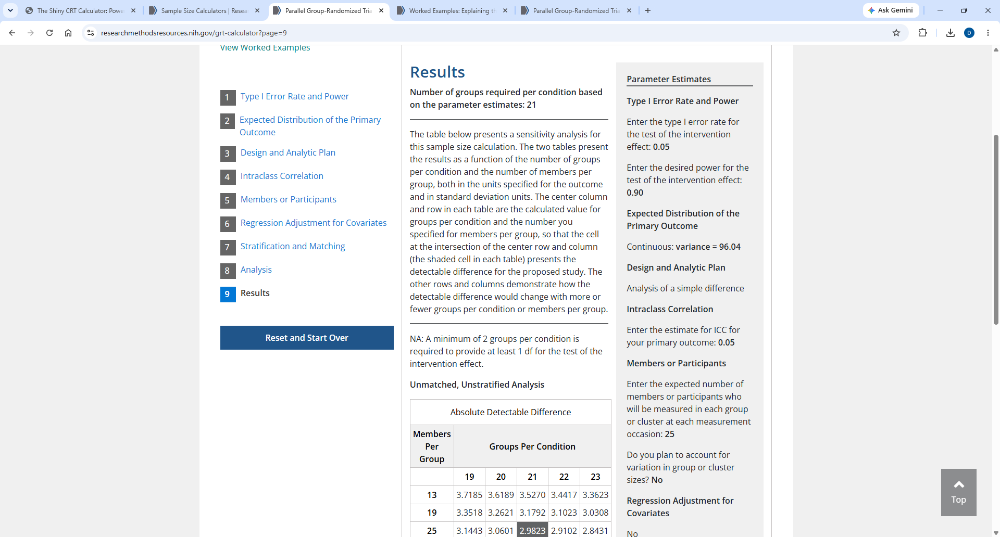 The Shiny CRT Calculator: Powe
Sample Size Calculators | Resea
Parallel Group-Randomized Tria
Worked Examples: Explaining th
Parallel Group-Randomized Tria
Ask Gemini
researchmethodsresources.nih.gov/grt-calculator?page=9
D
View Worked Examples
1 Type I Error Rate and Power
2 Expected Distribution of the Primary
Outcome
3 Design and Analytic Plan
4 Intraclass Correlation
5 Members or Participants
6 Regression Adjustment for Covariates
7 Stratification and Matching
8 Analysis
9 Results
Reset and Start Over
Results
Number of groups required per condition based
on the parameter estimates: 21
The table below presents a sensitivity analysis for
this sample size calculation. The two tables present
the results as a function of the number of groups
per condition and the number of members per
group, both in the units specified for the outcome
and in standard deviation units. The center column
and row in each table are the calculated value for
groups per condition and the number you
specified for members per group, so that the cell
at the intersection of the center row and column
(the shaded cell in each table) presents the
detectable difference for the proposed study. The
other rows and columns demonstrate how the
detectable difference would change with more or
fewer groups per condition or members per group.
NA: A minimum of 2 groups per condition is
required to provide at least 1 df for the test of the
intervention effect.
Unmatched, Unstratified Analysis
Absolute Detectable Difference
Members
Per
Group
Groups Per Condition
19 20 21 22 23
13 3.7185 3.6189 3.5270 3.4417 3.3623
19 3.3518 3.2621 3.1792 3.1023 3.0308
25 3.1443 3.0601 2.9823 2.9102 2.8431
Parameter Estimates
Type I Error Rate and Power
Enter the type I error rate for
the test of the intervention
effect: 0.05
Enter the desired power for the
test of the intervention effect:
0.90
Expected Distribution of the
Primary Outcome
Continuous: variance = 96.04
Design and Analytic Plan
Analysis of a simple difference
Intraclass Correlation
Enter the estimate for ICC for
your primary outcome: 0.05
Members or Participants
Enter the expected number of
members or participants who
will be measured in each group
or cluster at each measurement
occasion: 25
Do you plan to account for
variation in group or cluster
sizes? No
Regression Adjustment for
Covariates
No
Top